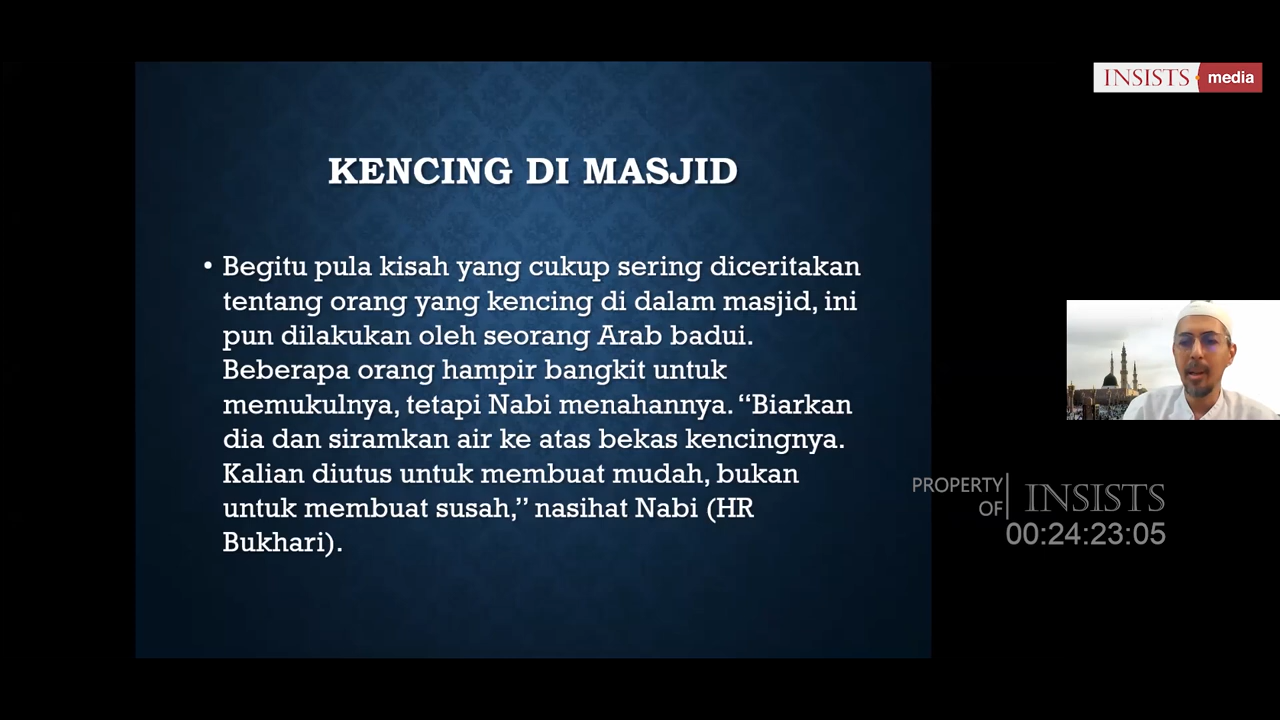 INSISTS media
KENCING DI MASJID
• Begitu pula kisah yang cukup sering diceritakan
tentang orang yang kencing di dalam masjid, ini
pun dilakukan oleh seorang Arab badui.
Beberapa orang hampir bangkit untuk
memukulnya, tetapi Nabi menahannya. “Biarkan
dia dan siramkan air ke atas bekas kencingnya.
Kalian diutus untuk membuat mudah, bukan
untuk membuat susah,” nasihat Nabi (HR
Bukhari).
PROPERTY
OF
INSISTS
00:24:23:05